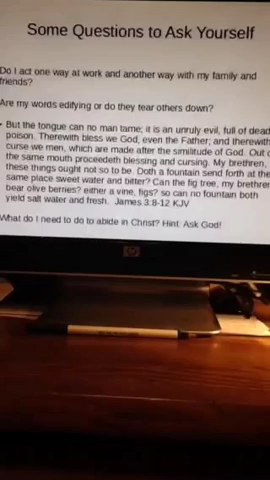 Some Questions to Ask Yourself
Do I act one way at work and another way with my family and
friends?
Are my words edifying or do they tear others down?
• But the tongue can no man tame; it is an unruly evil, full of dead
poison. Therewith bless we God, even the Father; and therewith
curse we men, which are made after the similitude of God. Out o
the same mouth proceedeth blessing and cursing. My brethren,
these things ought not so to be. Doth a fountain send forth at the
same place sweet water and bitter? Can the fig tree, my brethren
bear olive berries? either a vine, figs? so can no fountain both
yield salt water and fresh. James 3:8-12 KJV
What do I need to do to abide in Christ? Hint: Ask God!
hp